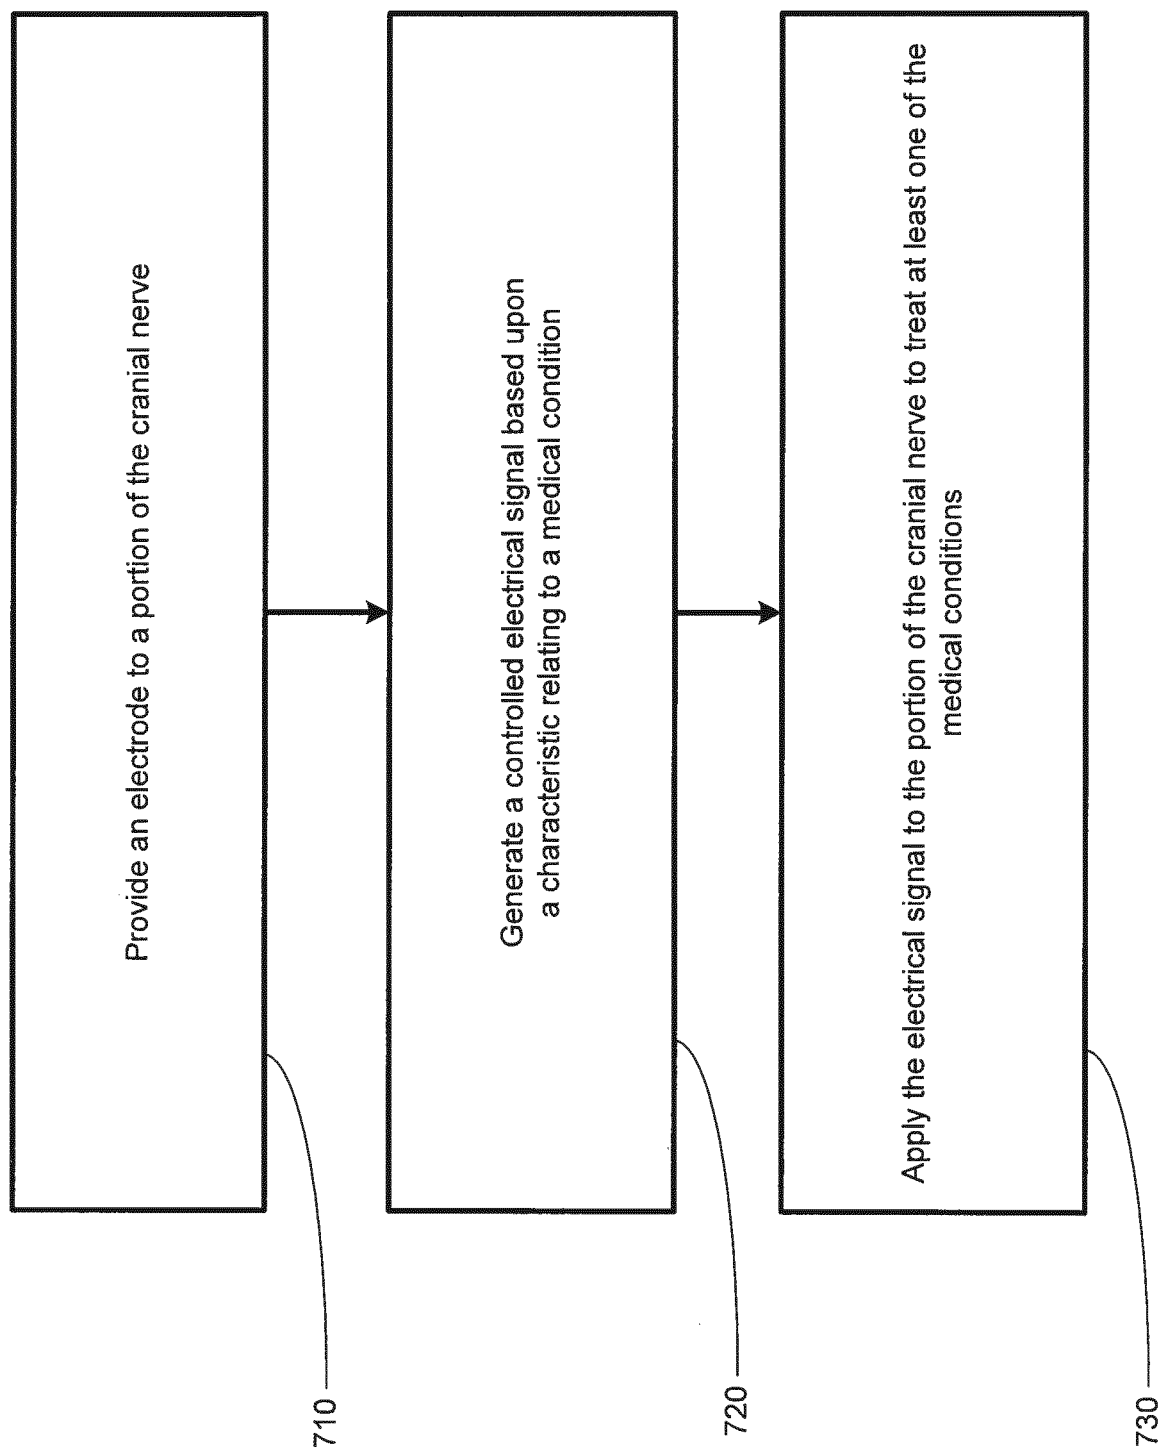 Provide an electrode to a portion of the cranial nerve
710
Generate a controlled electrical signal based upon
a characteristic relating to a medical condition
720
Apply the electrical signal to the portion of the cranial nerve to treat at least one of the
medical conditions
730